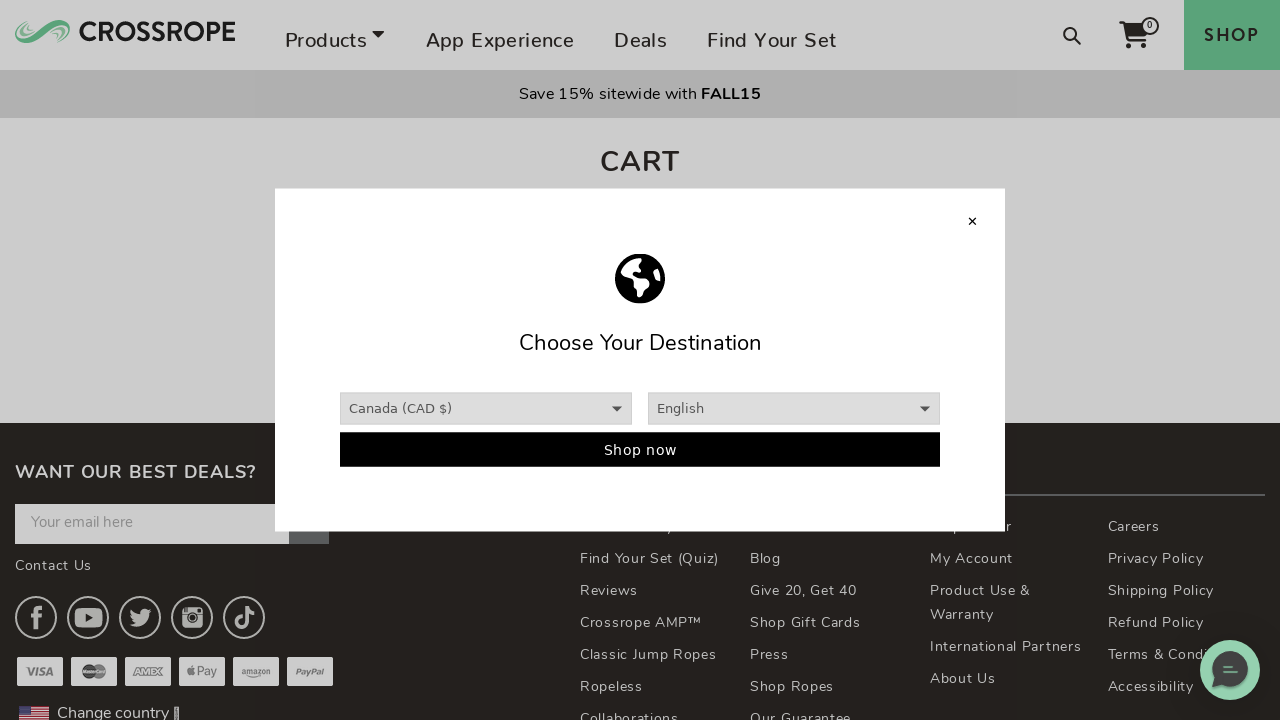 CROSSROPE
Products
App Experience
Deals
Find Your Set
0
SHOP
Save 15% sitewide with FALL15
CART
×
Choose Your Destination
Canada (CAD $)
English
Shop now
WANT OUR BEST DEALS?
Your email here
Contact Us
VISA
MasterCard
AMEX
Pay
amazon
PayPal
Change country
Find Your Set (Quiz)
Reviews
Crossrope AMP™
Classic Jump Ropes
Ropeless
Collaborations
Blog
Give 20, Get 40
Shop Gift Cards
Press
Shop Ropes
Our Guarantee
My Account
Product Use &
Warranty
International Partners
About Us
Careers
Privacy Policy
Shipping Policy
Refund Policy
Terms & Condi
Accessibility